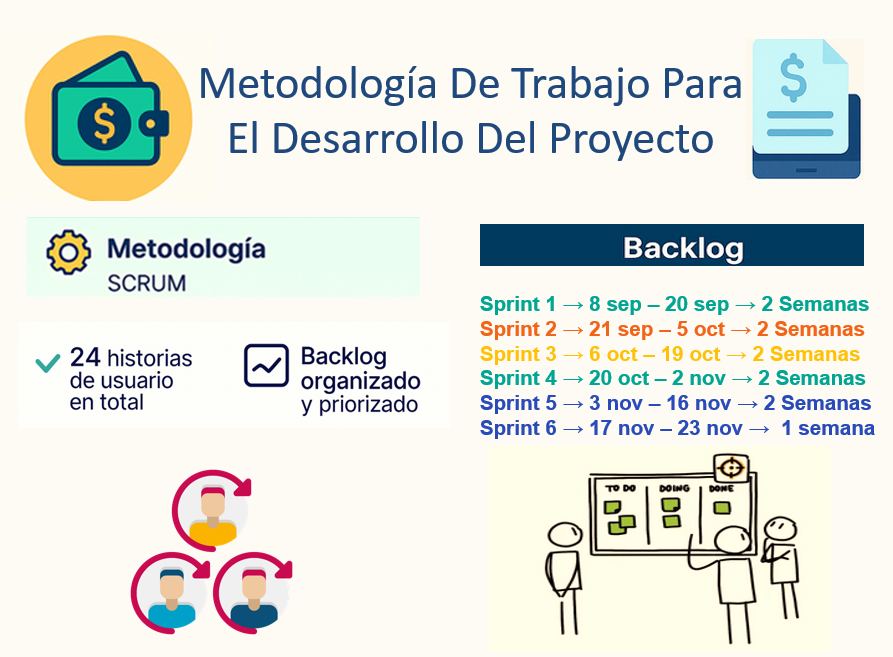 Metodología De Trabajo Para
El Desarrollo Del Proyecto
$
$
Metodología
SCRUM
24 historias
de usuario
en total
Backlog
organizado
y priorizado
Backlog
Sprint 1 → 8 sep – 20 sep → 2 Semanas
Sprint 2 → 21 sep – 5 oct → 2 Semanas
Sprint 3 → 6 oct – 19 oct → 2 Semanas
Sprint 4 → 20 oct – 2 nov → 2 Semanas
Sprint 5 → 3 nov – 16 nov → 2 Semanas
Sprint 6 → 17 nov – 23 nov → 1 semana
TO DO
DOING
DONE